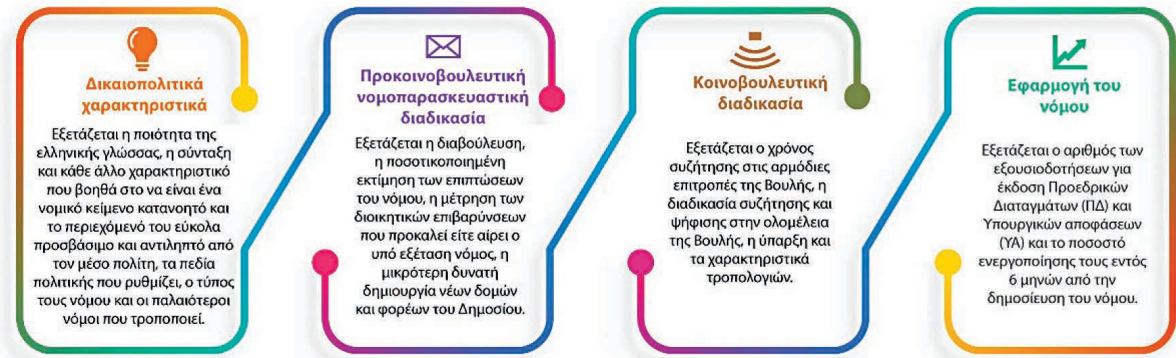 Δικαιοπολιτικά
χαρακτηριστικά
Εξετάζεται η ποιότητα της
ελληνικής γλώσσας, η σύνταξη
και κάθε άλλο χαρακτηριστικό
που βοηθά στο να είναι ένα
νομικό κείμενο κατανοητό και
το περιεχόμενό του εύκολα
προσβάσιμο και αντιληπτό από
τον μέσο πολίτη, τα πεδία
πολιτικής που ρυθμίζει, ο τύπος
τους νόμου και οι παλαιότεροι
νόμοι που τροποποιεί.
Προκοινοβουλευτική
νομοπαρασκευαστική
διαδικασία
Εξετάζεται η διαβούλευση,
η ποσοτικοποιημένη
εκτίμηση των επιπτώσεων
του νόμου, η μέτρηση των
διοικητικών επιβαρύνσεων
που προκαλεί είτε αίρει ο
υπό εξέταση νόμος, η
μικρότερη δυνατή
δημιουργία νέων δομών
και φορέων του Δημοσίου.
Κοινοβουλευτική
διαδικασία
Εξετάζεται ο χρόνος
συζήτησης στις αρμόδιες
επιτροπές της Βουλής, η
διαδικασία συζήτησης και
ψήφισης στην ολομέλεια
της Βουλής, η ύπαρξη και
τα χαρακτηριστικά
τροπολογιών.
Εφαρμογή του
νόμου
Εξετάζεται ο αριθμός των
εξουσιοδοτήσεων για
έκδοση Προεδρικών
Διαταγμάτων (ΠΔ) και
Υπουργικών αποφάσεων
(ΥΑ) και το ποσοστό
ενεργοποίησης τους εντός
6 μηνών από την
δημοσίευση του νόμου.